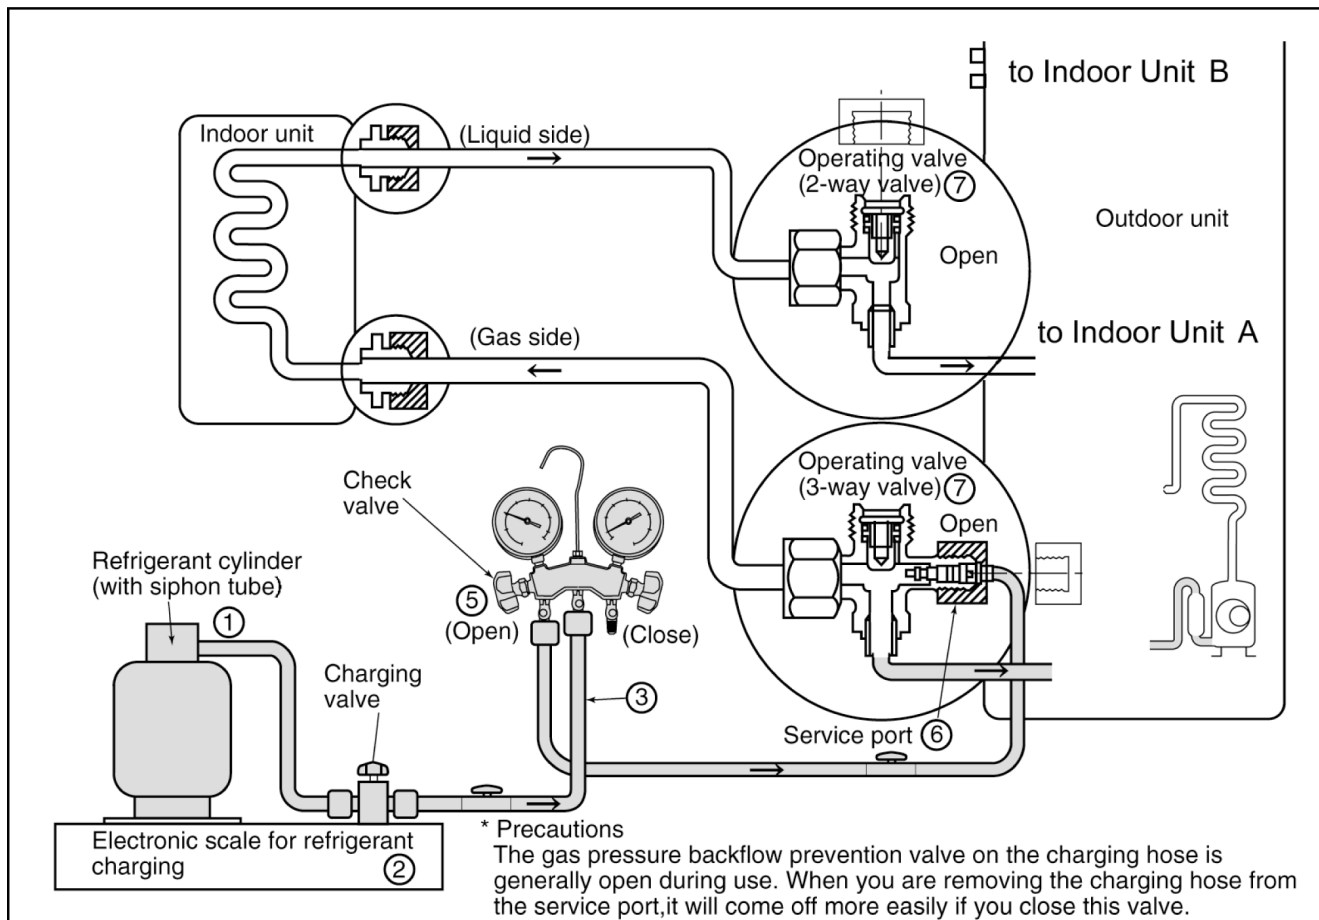 to Indoor Unit B
Indoor unit
(Liquid side)
Operating valve
(2-way valve) ⑦
Outdoor unit
Open
to Indoor Unit A
(Gas side)
Operating valve
(3-way valve) ⑦
Open
Check
valve
Refrigerant cylinder
(with siphon tube)
⑤
(Open)
(Close)
①
Charging
valve
③
Service port ⑥
Electronic scale for refrigerant
charging ②
* Precautions
The gas pressure backflow prevention valve on the charging hose is
generally open during use. When you are removing the charging hose from
the service port,it will come off more easily if you close this valve.